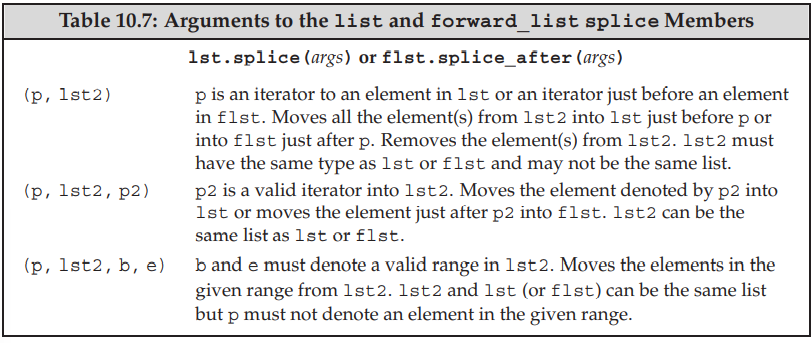 Table 10.7: Arguments to the list and forward_list splice Members
lst.splice(args) or flst.splice_after(args)
(p, lst2) p is an iterator to an element in lst or an iterator just before an element
in flst. Moves all the element(s) from lst2 into lst just before p or
into flst just after p. Removes the element(s) from lst2. lst2 must
have the same type as lst or flst and may not be the same list.
(p, lst2, p2) p2 is a valid iterator into lst2. Moves the element denoted by p2 into
lst or moves the element just after p2 into flst. lst2 can be the
same list as lst or flst.
(p, lst2, b, e) b and e must denote a valid range in lst2. Moves the elements in the
given range from lst2. lst2 and lst (or flst) can be the same list
but p must not denote an element in the given range.